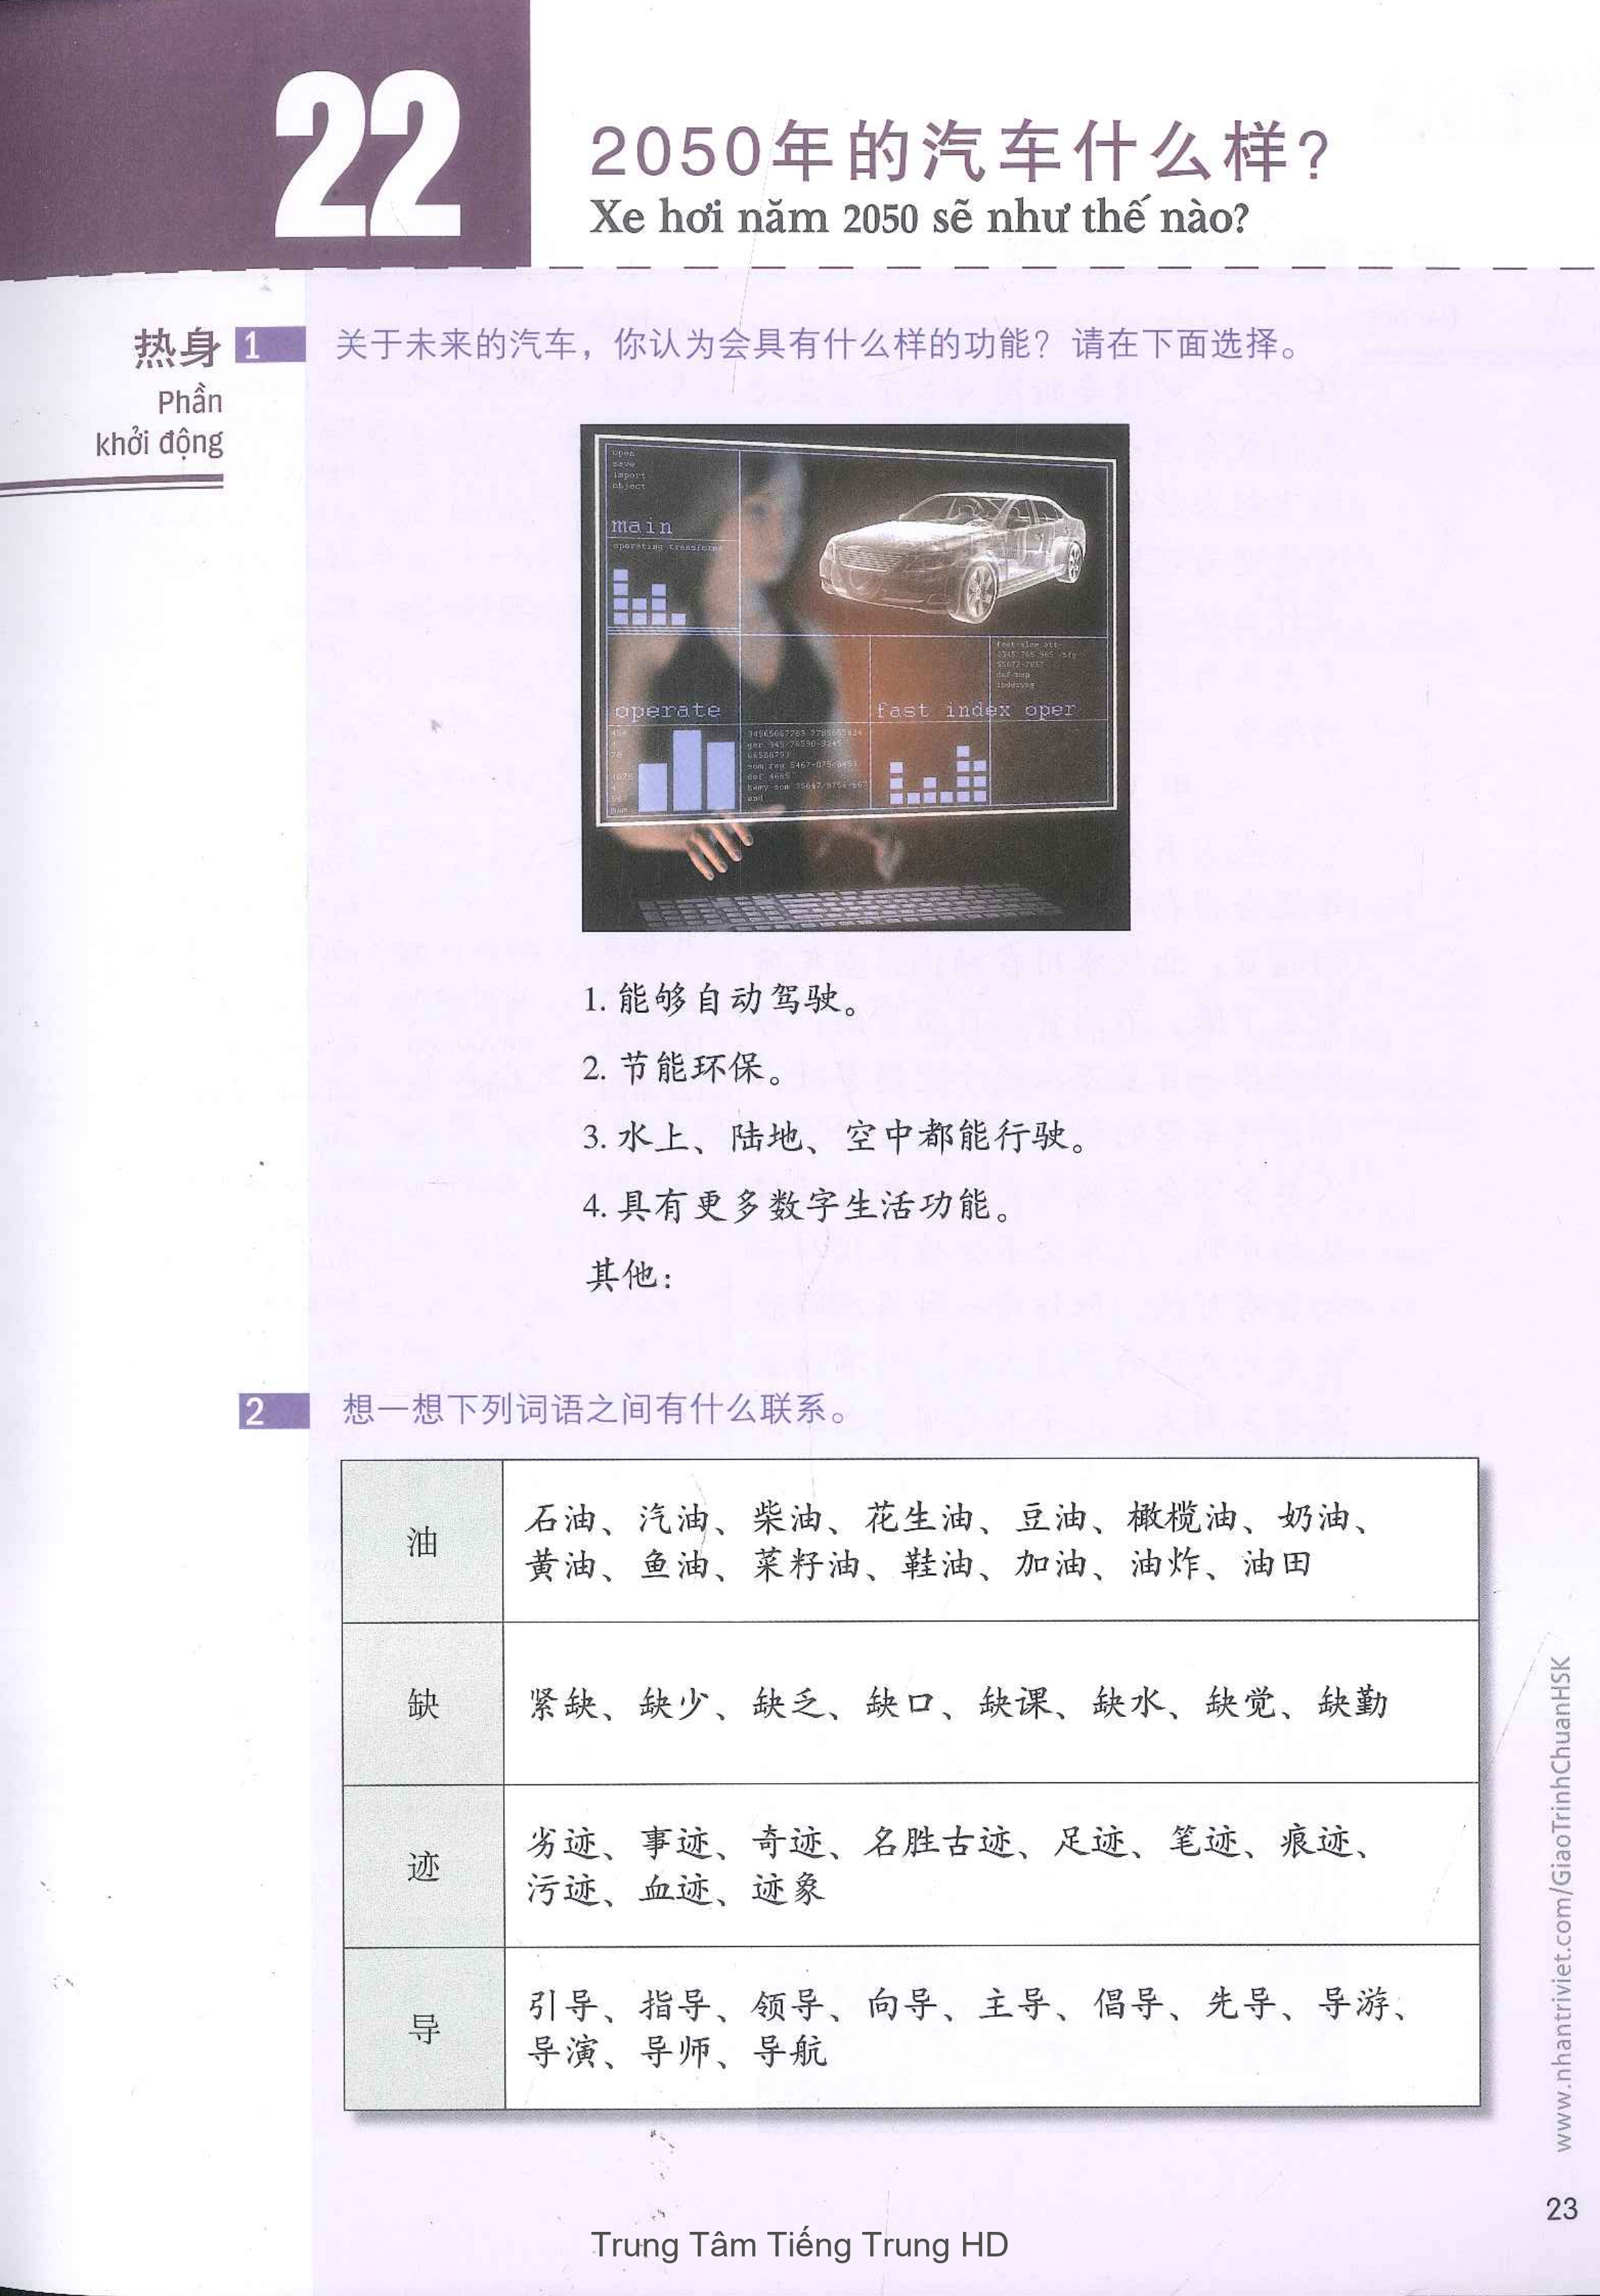 22
2050年的汽车什么样?
Xe hơi năm 2050 sẽ như thế nào?
热身
Phần
khởi động
1
关于未来的汽车，你认为会具有什么样的功能？请在下面选择。
open
save
import
object
main
operating transforms
operate
fast index oper
end
1. 能够自动驾驶。
2. 节能环保。
3. 水上、陆地、空中都能行驶。
4. 具有更多数字生活功能。
其他：
2
想一想下列词语之间有什么联系。
油
石油、汽油、柴油、花生油、豆油、橄榄油、奶油、
黄油、鱼油、菜籽油、鞋油、加油、油炸、油田
缺
紧缺、缺少、缺乏、缺口、缺课、缺水、缺觉、缺勤
迹
劣迹、事迹、奇迹、名胜古迹、足迹、笔迹、痕迹、
污迹、血迹、迹象
导
引导、指导、领导、向导、主导、倡导、先导、导游、
导演、导师、导航
www.nhantriviet.com/GiaoTrinhChuanHSK
23
Trung Tâm Tiếng Trung HD